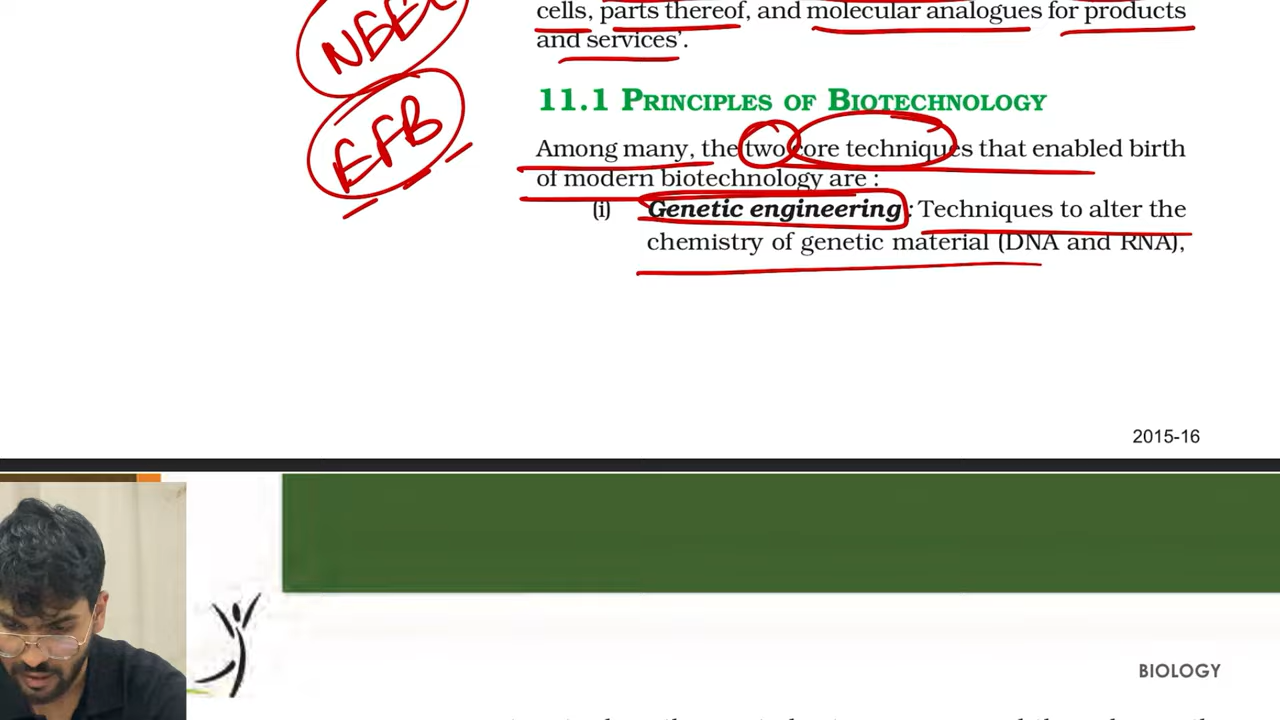 cells, parts thereof, and molecular analogues for products
and services'.
EFB
11.1 PRINCIPLES OF BIOTECHNOLOGY
Among many, the two core techniques that enabled birth
of modern biotechnology are :
(i) Genetic engineering : Techniques to alter the
chemistry of genetic material (DNA and RNA),
2015-16
BIOLOGY